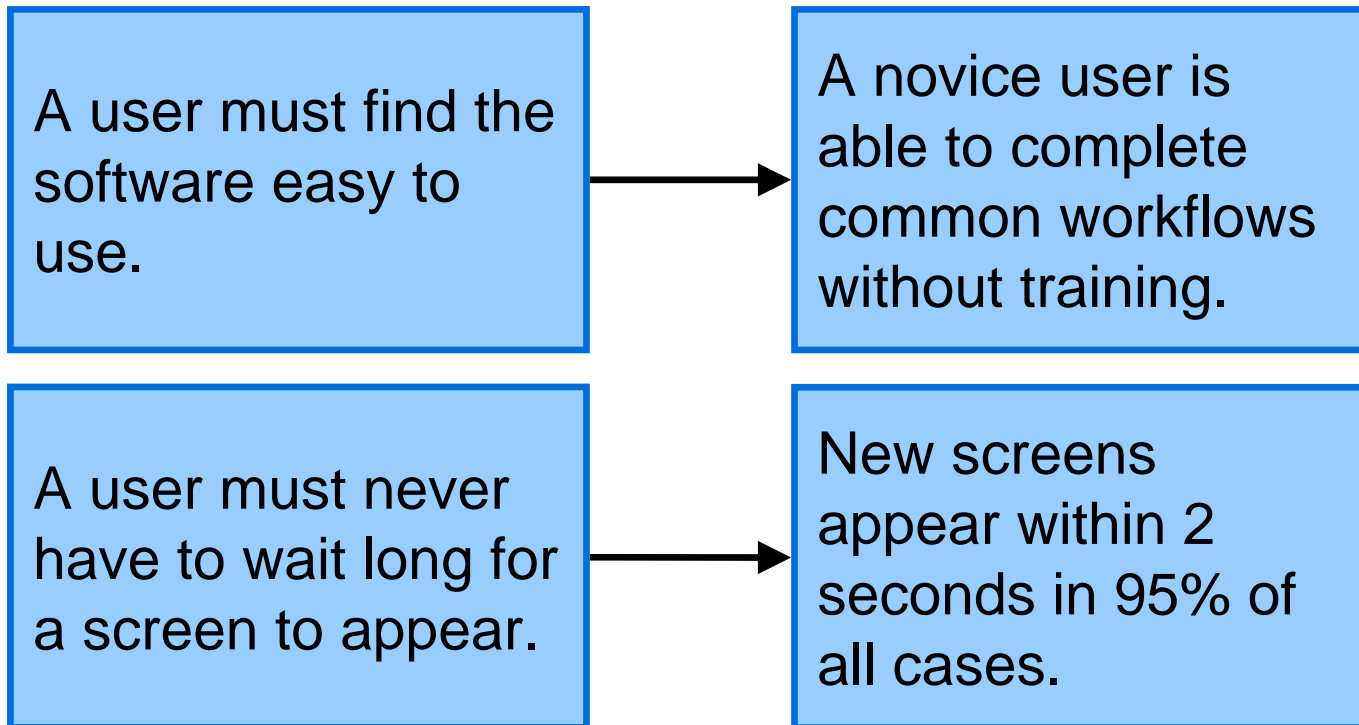 A user must find the
software easy to
use.
A novice user is
able to complete
common workflows
without training.
A user must never
have to wait long for
a screen to appear.
New screens
appear within 2
seconds in 95% of
all cases.